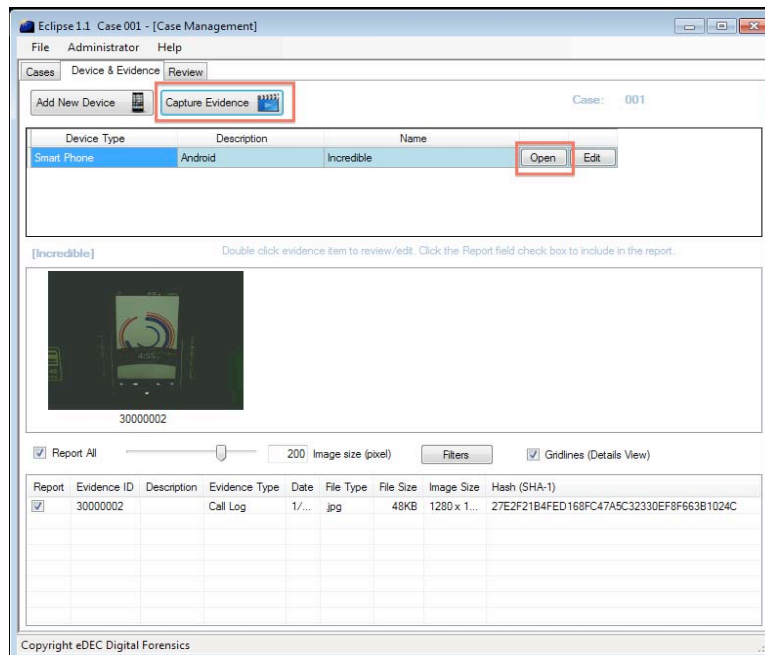 Eclipse 1.1 Case 001 - [Case Management]
File Administrator Help
Cases Device & Evidence Review
Add New Device Capture Evidence Case: 001
Device Type Description Name
Smart Phone Android Incredible Open Edit
[Incredible] Double click evidence item to review/edit. Click the Report field check box to include in the report.
4:55
30000002
Report All 200 Image size (pixel) Filters Gridlines (Details View)
Report Evidence ID Description Evidence Type Date File Type File Size Image Size Hash (SHA-1)
30000002 Call Log 1/... jpg 48KB 1280 x 1... 27E2F21B4FED168FC47A5C32330EF8F663B1024C
Copyright eDEC Digital Forensics